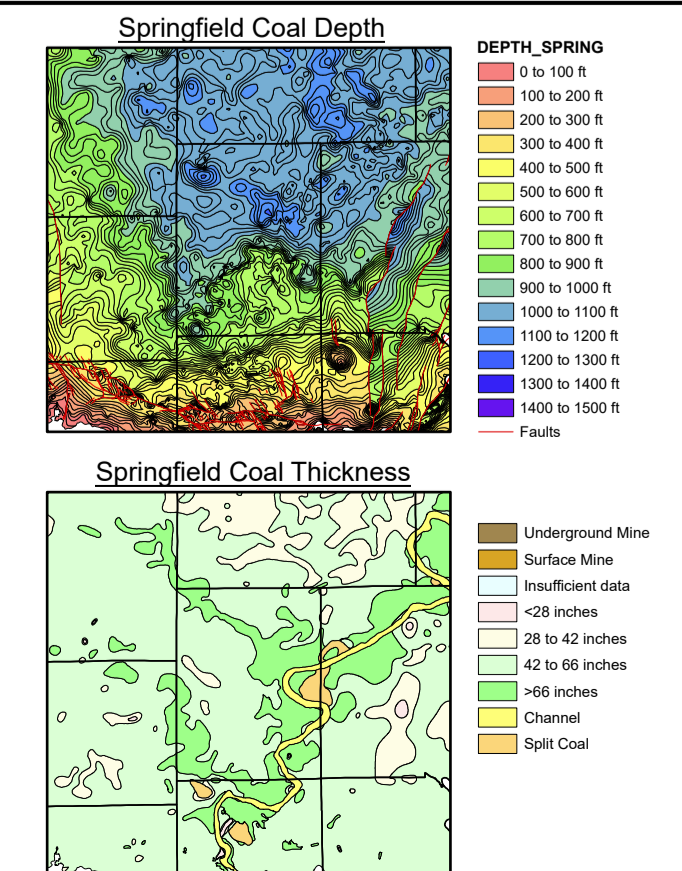 Springfield Coal Depth
DEPTH_SPRING
0 to 100 ft
100 to 200 ft
200 to 300 ft
300 to 400 ft
400 to 500 ft
500 to 600 ft
600 to 700 ft
700 to 800 ft
800 to 900 ft
900 to 1000 ft
1000 to 1100 ft
1100 to 1200 ft
1200 to 1300 ft
1300 to 1400 ft
1400 to 1500 ft
Faults
Springfield Coal Thickness
Underground Mine
Surface Mine
Insufficient data
<28 inches
28 to 42 inches
42 to 66 inches
>66 inches
Channel
Split Coal